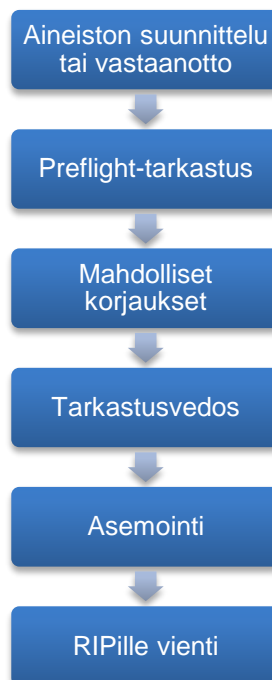 Aineiston suunnittelu
tai vastaanotto
Preflight-tarkastus
Mahdolliset
korjaukset
Tarkastusvedos
Asemointi
RIPille vienti